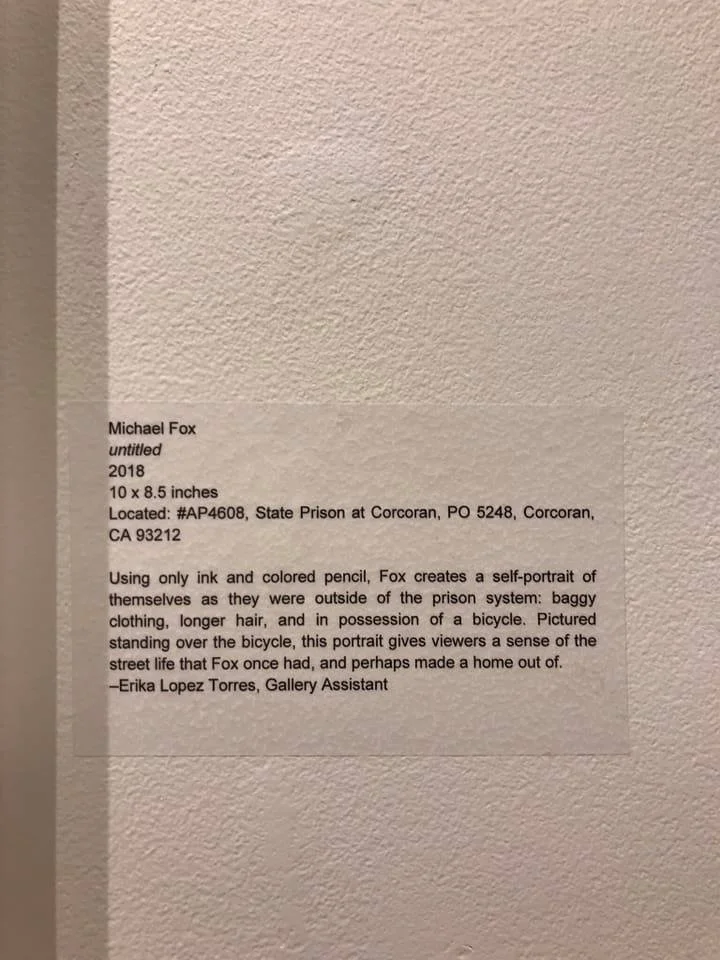 Michael Fox
untitled
2018
10 x 8.5 inches
Located: #AP4608, State Prison at Corcoran, PO 5248, Corcoran,
CA 93212
Using only ink and colored pencil, Fox creates a self-portrait of
themselves as they were outside of the prison system: baggy
clothing, longer hair, and in possession of a bicycle. Pictured
standing over the bicycle, this portrait gives viewers a sense of the
street life that Fox once had, and perhaps made a home out of.
–Erika Lopez Torres, Gallery Assistant